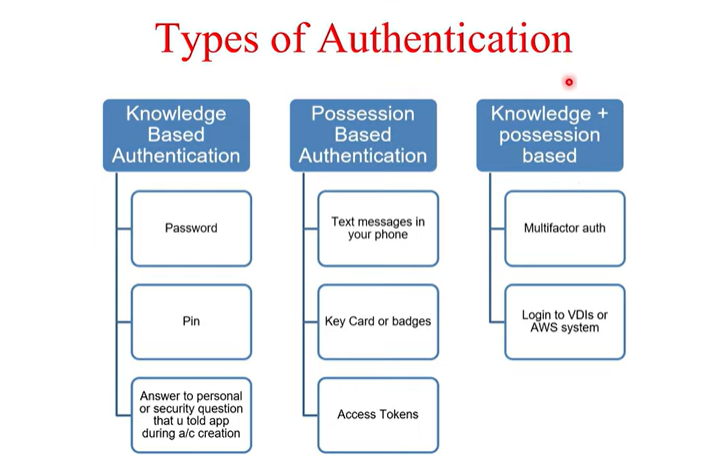 Types of Authentication
Knowledge
Based
Authentication
Password
Pin
Answer to personal
or security question
that u told app
during a/c creation
Possession
Based
Authentication
Text messages in
your phone
Key Card or badges
Access Tokens
Knowledge +
possession
based
Multifactor auth
Login to VDIs or
AWS system